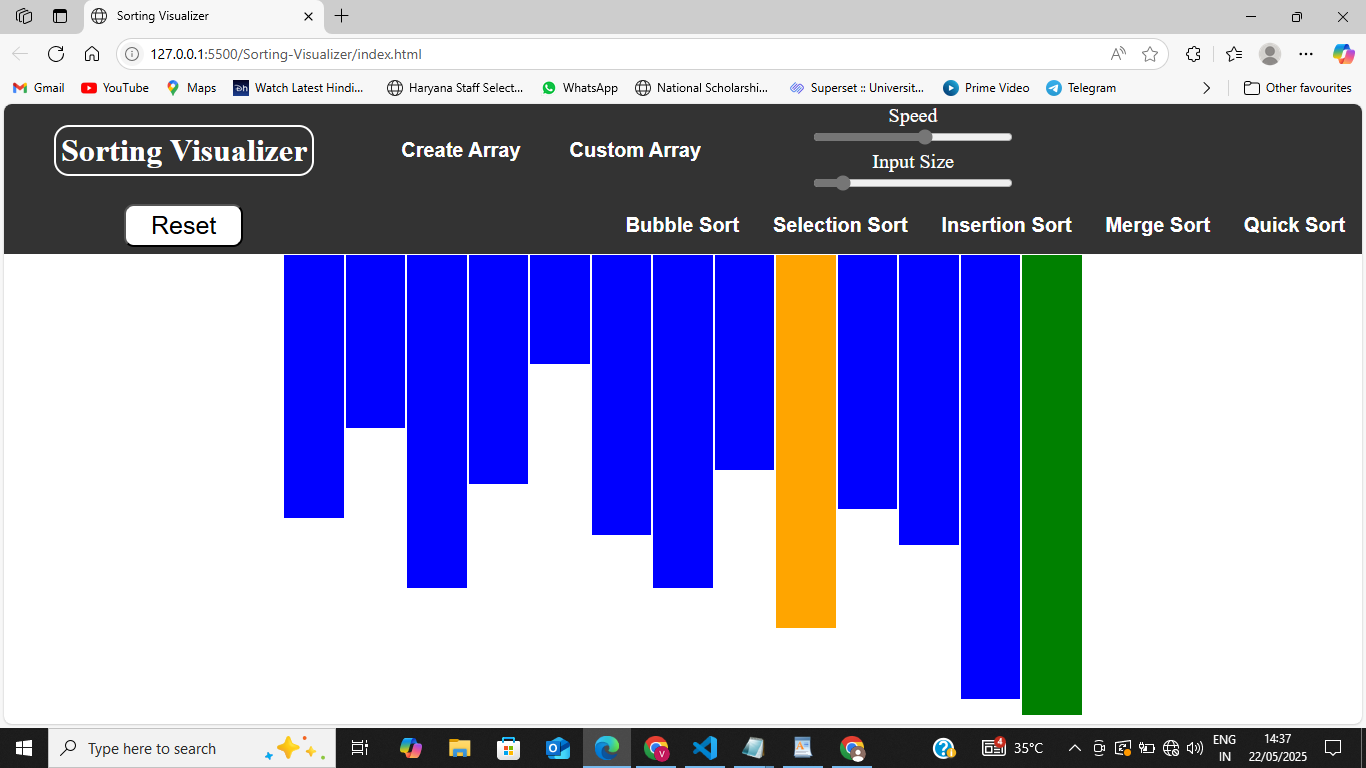 Sorting Visualizer
127.0.0.1:5500/Sorting-Visualizer/index.html
Gmail YouTube Maps Watch Latest Hindi... Haryana Staff Select... WhatsApp National Scholarshi... Superset :: Universit... Prime Video Telegram Other favourites
Speed
Sorting Visualizer Create Array Custom Array
Input Size
Reset Bubble Sort Selection Sort Insertion Sort Merge Sort Quick Sort
Type here to search 4 35°C ENG IN 14:37 22/05/2025